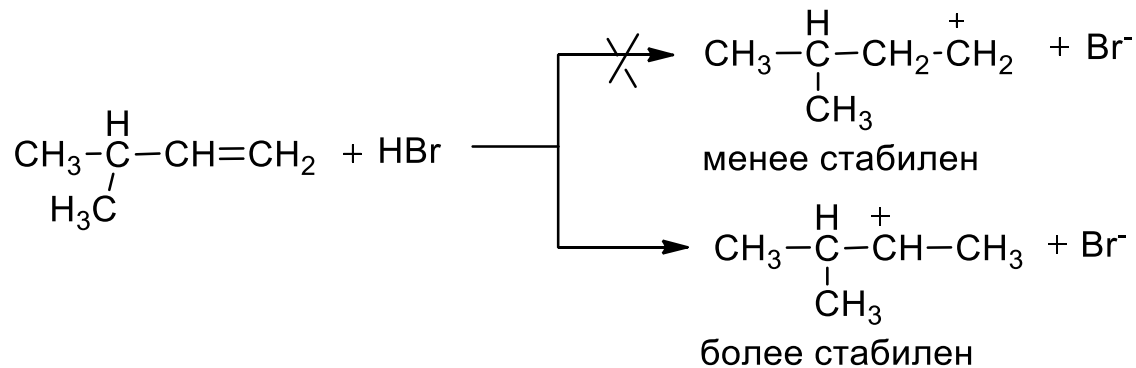 H +
CH3—C—CH2-CH2 + Br-
CH3
менее стабилен
H
CH3—C—CH=CH2 + HBr
H3C
H +
CH3—C—CH—CH3 + Br-
CH3
более стабилен